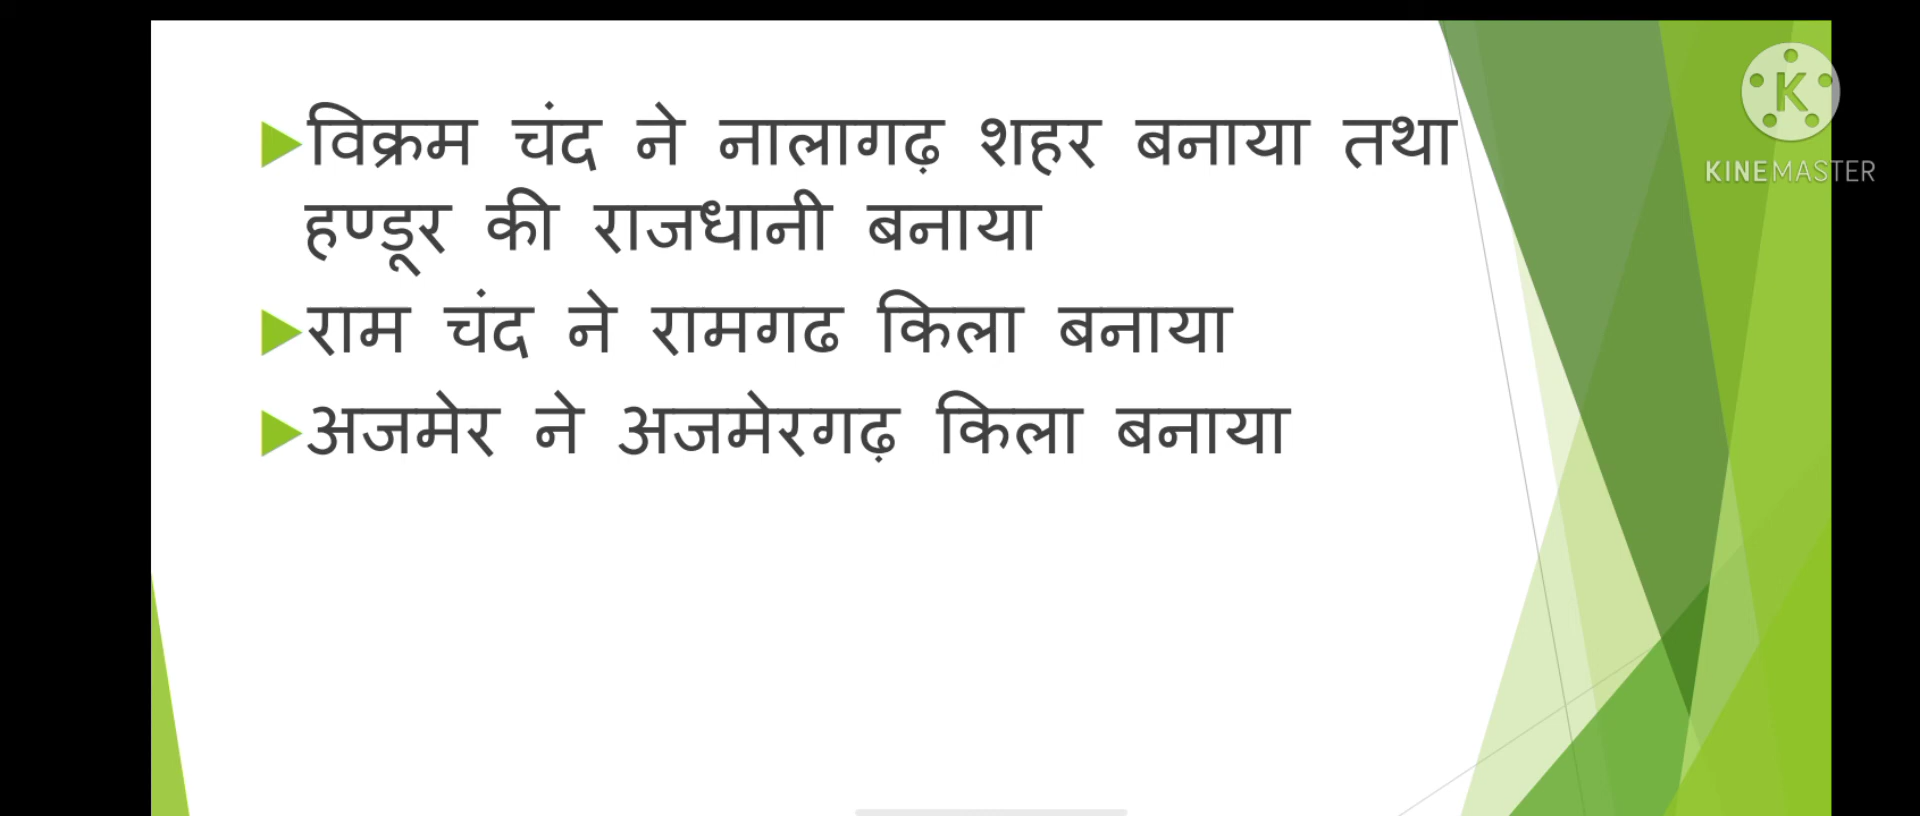 विक्रम चंद ने नालागढ़ शहर बनाया तथा
हण्डूर की राजधानी बनाया
राम चंद ने रामगढ किला बनाया
अजमेर ने अजमेरगढ़ किला बनाया
K
KINEMASTER